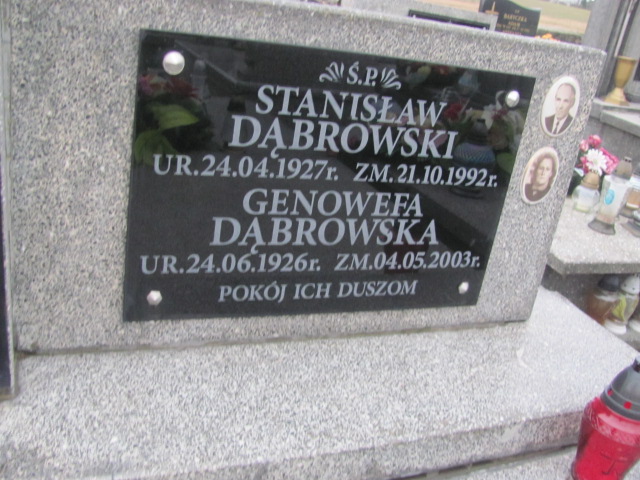 Ś.P.
STANISŁAW
DĄBROWSKI
UR.24.04.1927r. ZM.21.10.1992r.
GENOWEFA
DĄBROWSKA
UR.24.06.1926r. ZM.04.05.2003r.
POKÓJ ICH DUSZOM